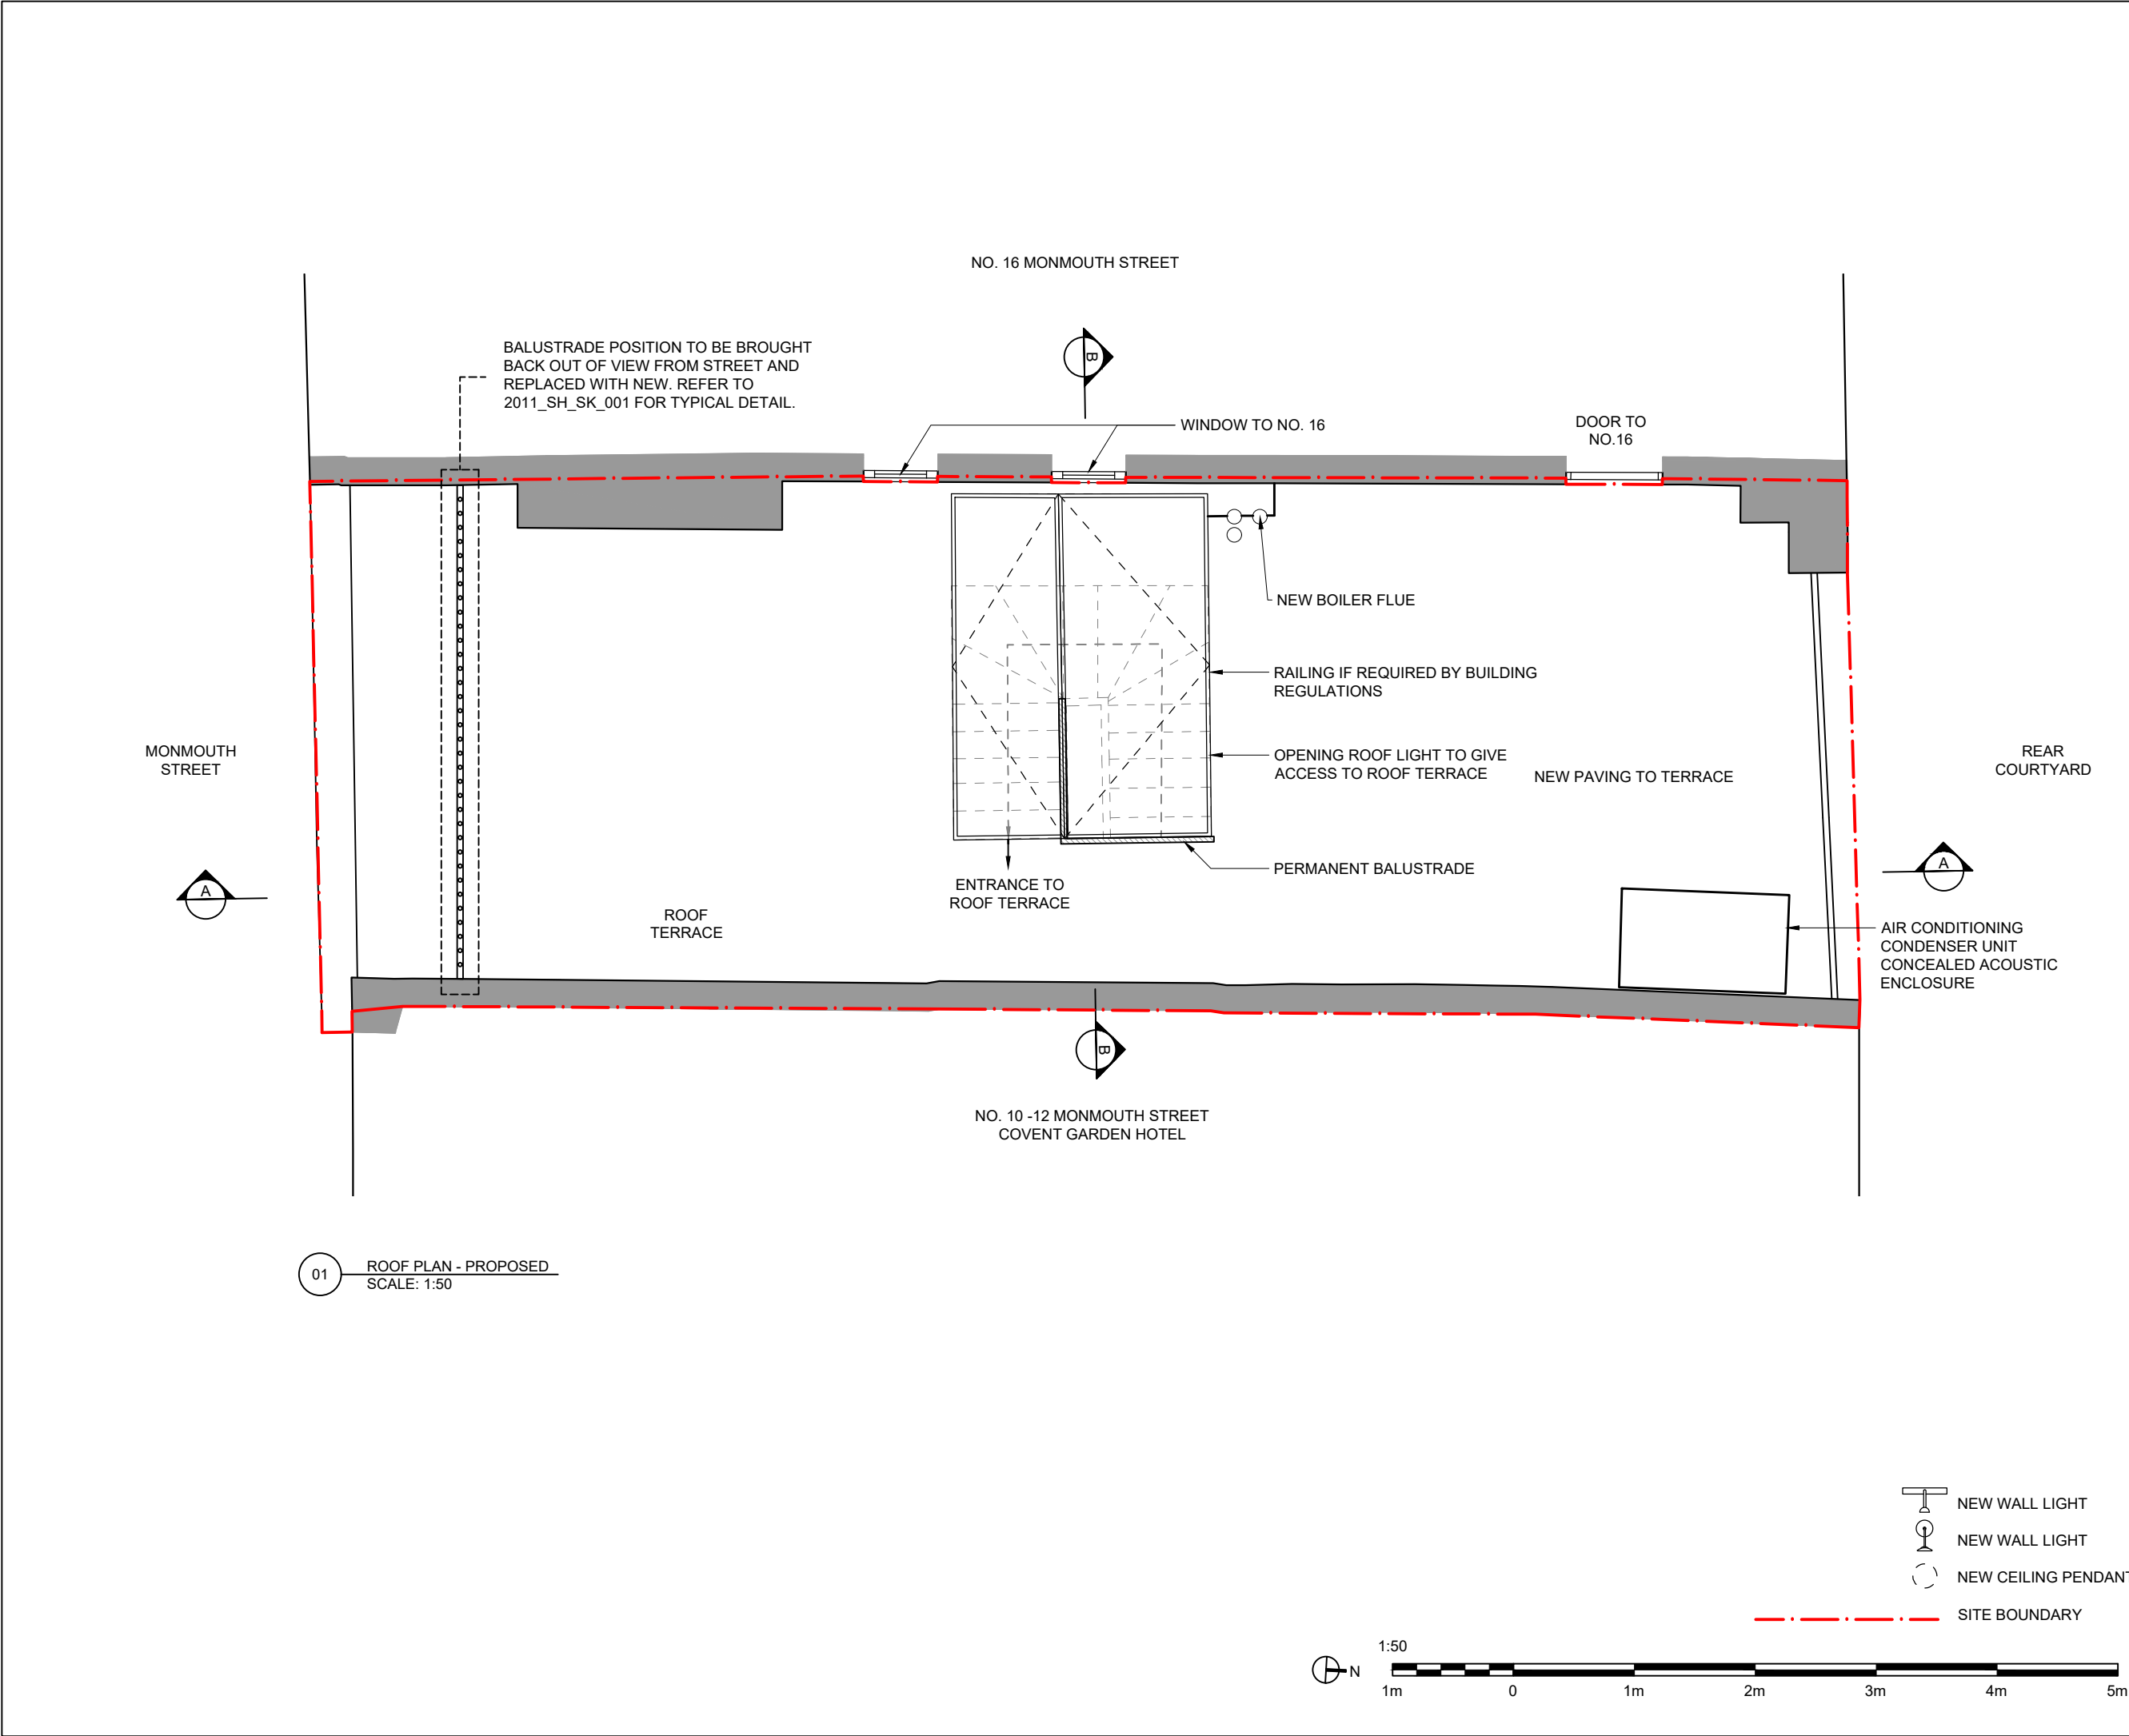 NO. 16 MONMOUTH STREET
BALUSTRADE POSITION TO BE BROUGHT
BACK OUT OF VIEW FROM STREET AND
REPLACED WITH NEW. REFER TO
2011_SH_SK_001 FOR TYPICAL DETAIL.
B
WINDOW TO NO. 16
DOOR TO
NO.16
NEW BOILER FLUE
RAILING IF REQUIRED BY BUILDING
REGULATIONS
MONMOUTH
STREET
OPENING ROOF LIGHT TO GIVE
ACCESS TO ROOF TERRACE
NEW PAVING TO TERRACE
REAR
COURTYARD
PERMANENT BALUSTRADE
A
A
ENTRANCE TO
ROOF TERRACE
ROOF
TERRACE
AIR CONDITIONING
CONDENSER UNIT
CONCEALED ACOUSTIC
ENCLOSURE
B
NO. 10 -12 MONMOUTH STREET
COVENT GARDEN HOTEL
01
ROOF PLAN - PROPOSED
SCALE: 1:50
NEW WALL LIGHT
NEW WALL LIGHT
NEW CEILING PENDANT
SITE BOUNDARY
1:50
N
1m 0 1m 2m 3m 4m 5m